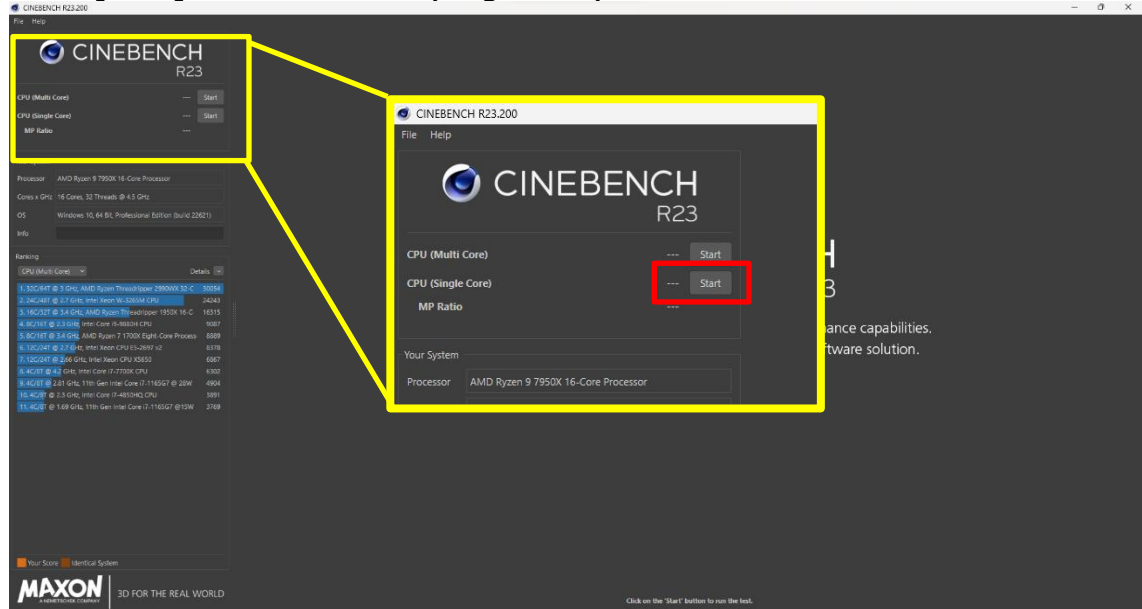 CINEBENCH R23.200
File Help
CINEBENCH
R23
CPU (Multi Core) --- Start
CPU (Single Core) --- Start
MP Ratio ---
Processor AMD Ryzen 9 7950X 16-Core Processor
Cores x GHz 16 Cores, 32 Threads @ 4.5 GHz
OS Windows 10, 64 Bit, Professional Edition (build 22621)
Info
Ranking
CPU (Multi Core) Details
1. 32C/64T @ 3 GHz, AMD Ryzen Threadripper 2990WX 32-C 30054
2. 24C/48T @ 2.7 GHz, Intel Xeon W-3265M CPU 24243
3. 16C/32T @ 3.4 GHz, AMD Ryzen Threadripper 1950X 16-C 16315
4. 8C/16T @ 2.3 GHz, Intel Core i9-9880H CPU 9087
5. 8C/16T @ 3.4 GHz, AMD Ryzen 7 1700X Eight-Core Process 8889
6. 12C/24T @ 2.7 GHz, Intel Xeon CPU E5-2697 v2 8378
7. 12C/24T @ 2.66 GHz, Intel Xeon CPU X5650 6867
8. 4C/8T @ 4.2 GHz, Intel Core i7-7700K CPU 6302
9. 4C/8T @ 2.81 GHz, 11th Gen Intel Core i7-1165G7 @ 28W 4904
10. 4C/8T @ 2.3 GHz, Intel Core i7-4850HQ CPU 3891
11. 4C/8T @ 1.69 GHz, 11th Gen Intel Core i7-1165G7 @15W 3769
Your Score Identical System
MAXON
A NEMETSCHEK COMPANY
3D FOR THE REAL WORLD
CINEBENCH R23.200
File Help
CINEBENCH
R23
CPU (Multi Core) --- Start
CPU (Single Core) --- Start
MP Ratio ---
Your System
Processor AMD Ryzen 9 7950X 16-Core Processor
H
3
ance capabilities.
ftware solution.
Click on the 'Start' button to run the test.